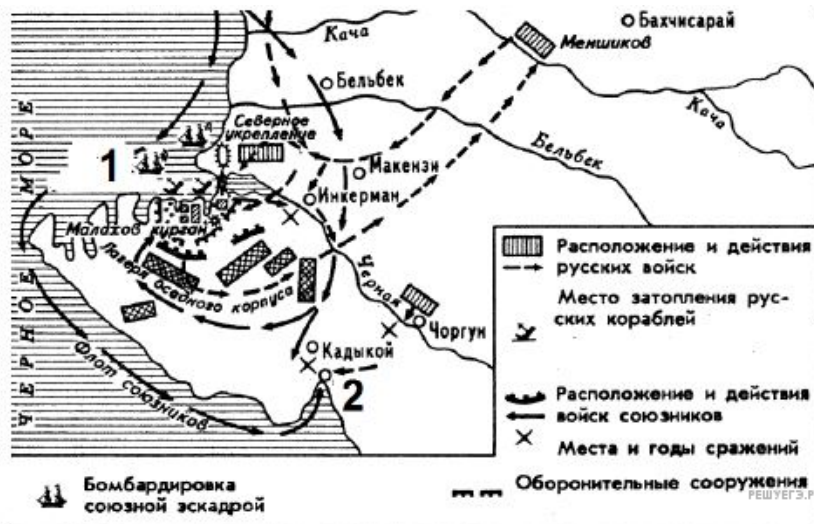 Кача
Бахчисарай
Меншиков
Бельбек
Северное
укрепление
Кача
Бельбек
1
Макензи
Инкерман
МОРЕ
Малахов курган
Лагерь осадного корпуса
Черная
Чоргун
Кадыкой
2
Флот союзников
ЧЕРНОЕ
Расположение и действия
русских войск
Место затопления рус-
ских кораблей
Расположение и действия
войск союзников
Места и годы сражений
Оборонительные сооружения
Бомбардировка
союзной эскадрой
РЕШУЕГЭ.Р